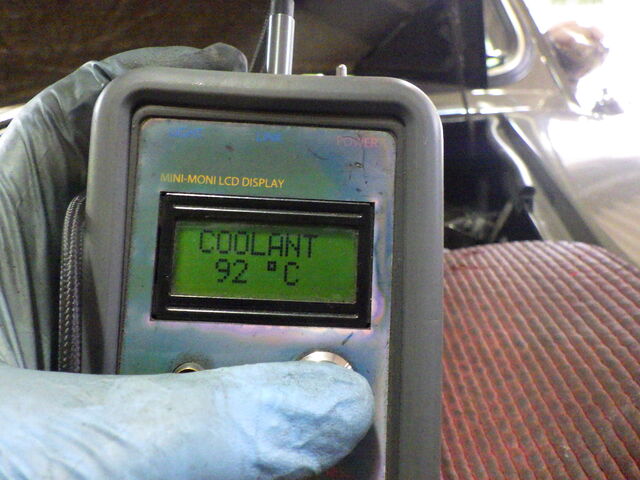 POWER
MINI-MONI LCD DISPLAY
COOLANT
92 °C